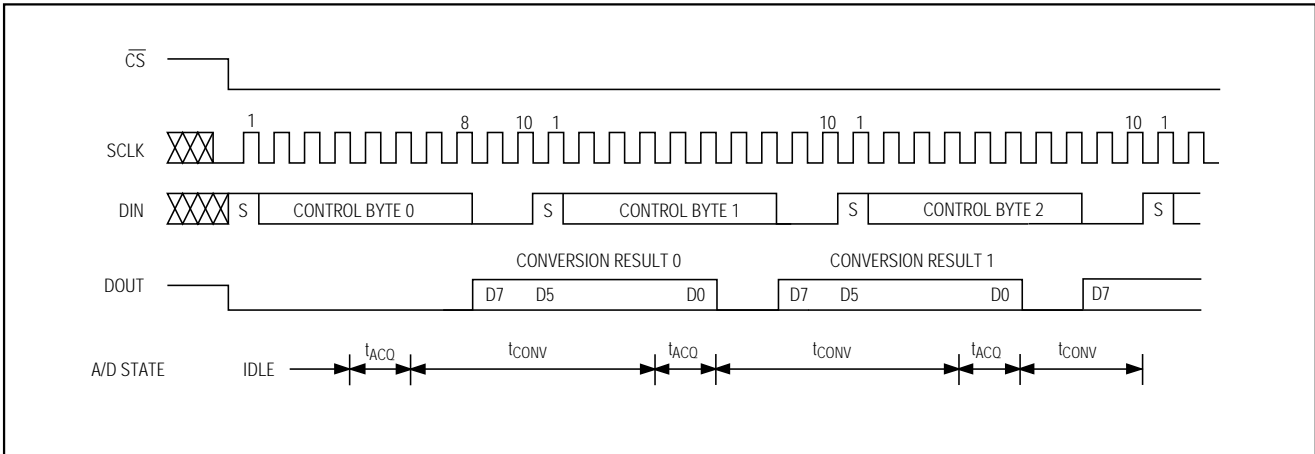 CS
1 8 10 1 10 1 10 1
SCLK
DIN S CONTROL BYTE 0 S CONTROL BYTE 1 S CONTROL BYTE 2 S
CONVERSION RESULT 0 CONVERSION RESULT 1
DOUT D7 D5 D0 D7 D5 D0 D7
tACQ tCONV tACQ tCONV tACQ tCONV
A/D STATE IDLE